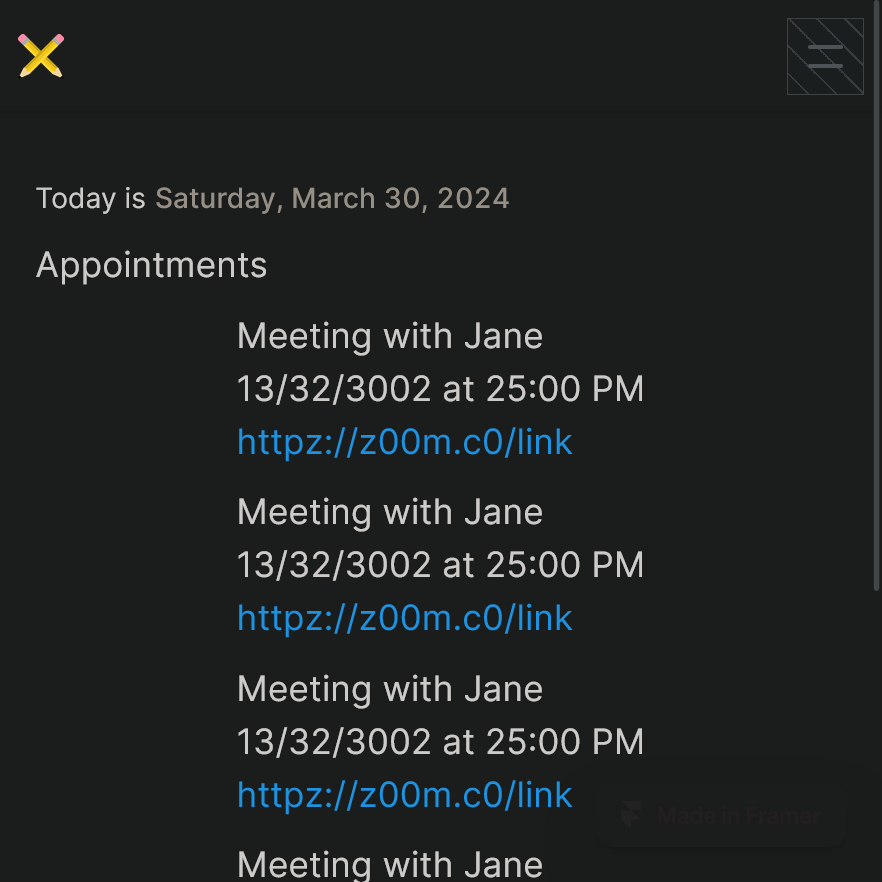 Today is Saturday, March 30, 2024
Appointments
Meeting with Jane
13/32/3002 at 25:00 PM
httpz://z00m.c0/link
Meeting with Jane
13/32/3002 at 25:00 PM
httpz://z00m.c0/link
Meeting with Jane
13/32/3002 at 25:00 PM
httpz://z00m.c0/link
Made in Framer
Meeting with Jane